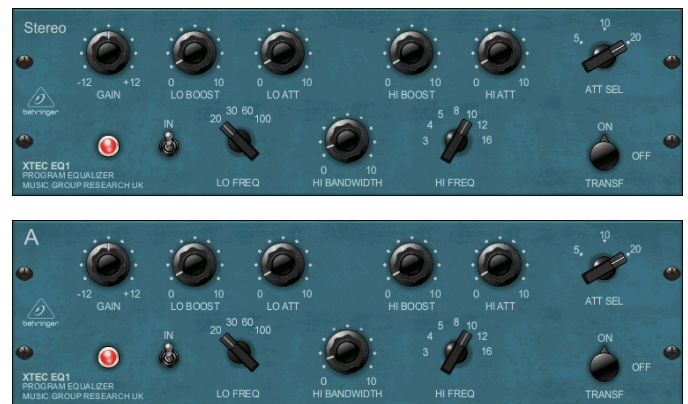 Stereo
-12 +12
GAIN
0 10
LO BOOST
0 10
LO ATT
0 10
HI BOOST
0 10
HI ATT
5 10 20
ATT SEL
behringer
IN
20 30 60 100
LO FREQ
0 10
HI BANDWIDTH
3 4 5 8 10 12 16
HI FREQ
ON
OFF
TRANSF
XTEC EQ1
PROGRAM EQUALIZER
MUSIC GROUP RESEARCH UK
A
-12 +12
GAIN
0 10
LO BOOST
0 10
LO ATT
0 10
HI BOOST
0 10
HI ATT
5 10 20
ATT SEL
behringer
IN
20 30 60 100
LO FREQ
0 10
HI BANDWIDTH
3 4 5 8 10 12 16
HI FREQ
ON
OFF
TRANSF
XTEC EQ1
PROGRAM EQUALIZER
MUSIC GROUP RESEARCH UK